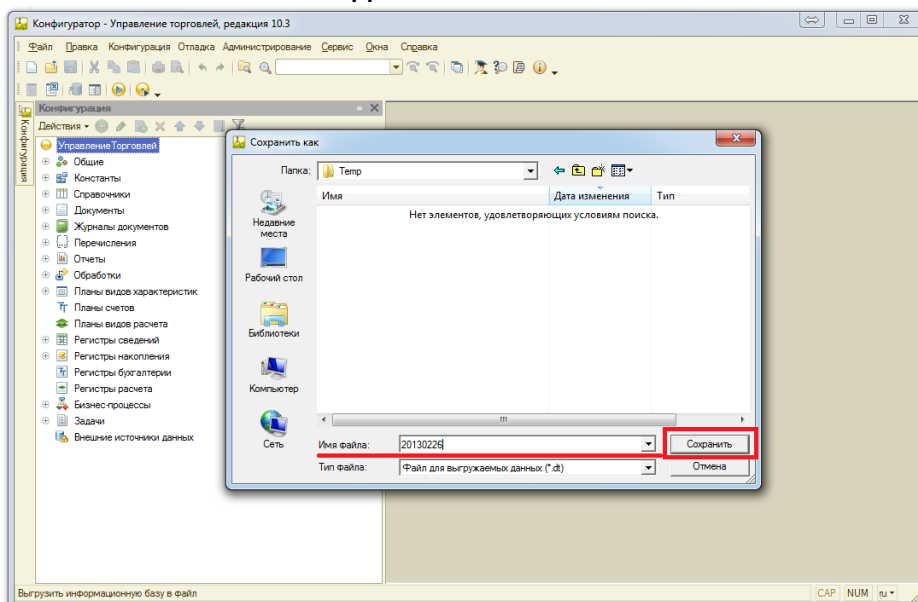 Конфигуратор - Управление торговлей, редакция 10.3
Файл Правка Конфигурация Отладка Администрирование Сервис Окна Справка
Конфигурация
Действия
Конфигурация
УправлениеТорговлей
Общие
Константы
Справочники
Документы
Журналы документов
Перечисления
Отчеты
Обработки
Планы видов характеристик
Планы счетов
Планы видов расчета
Регистры сведений
Регистры накопления
Регистры бухгалтерии
Регистры расчета
Бизнес-процессы
Задачи
Внешние источники данных
Сохранить как
Папка: Temp
Имя Дата изменения Тип
Нет элементов, удовлетворяющих условиям поиска.
Недавние
места
Рабочий стол
Библиотеки
Компьютер
Сеть
Имя файла: 20130226 Сохранить
Тип файла: Файл для выгружаемых данных (*.dt) Отмена
Выгрузить информационную базу в файл CAP NUM ru